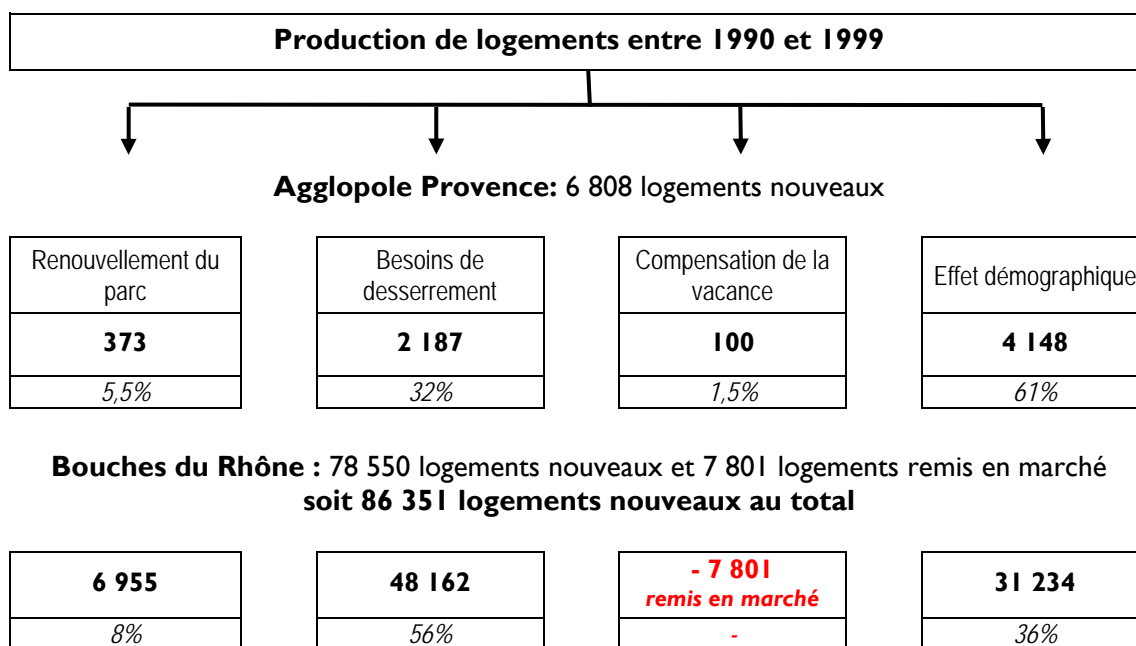 Production de logements entre 1990 et 1999
Agglopole Provence: 6 808 logements nouveaux
Renouvellement du
parc
373
5,5%
Besoins de
desserrement
2 187
32%
Compensation de la
vacance
100
1,5%
Effet démographique
4 148
61%
Bouches du Rhône : 78 550 logements nouveaux et 7 801 logements remis en marché
soit 86 351 logements nouveaux au total
6 955
8%
48 162
56%
- 7 801
remis en marché
-
31 234
36%